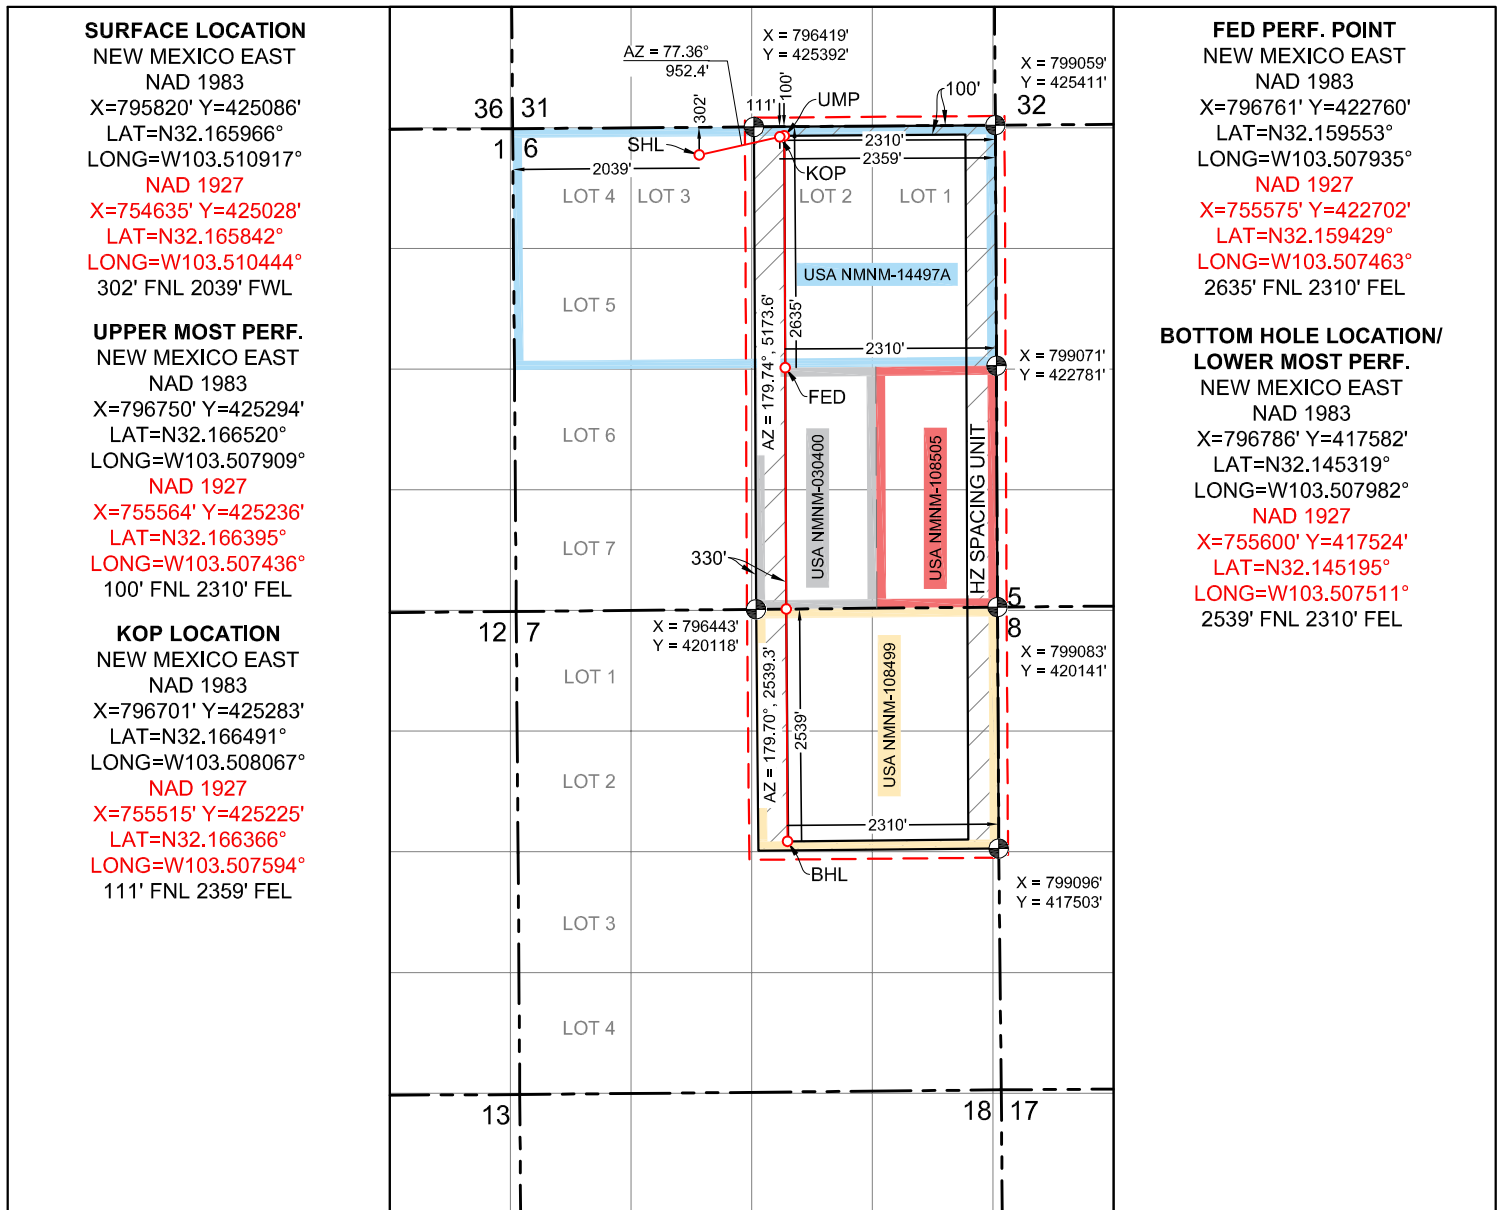 SURFACE LOCATION
NEW MEXICO EAST
NAD 1983
X=795820' Y=425086'
LAT=N32.165966°
LONG=W103.510917°
NAD 1927
X=754635' Y=425028'
LAT=N32.165842°
LONG=W103.510444°
302' FNL 2039' FWL
UPPER MOST PERF.
NEW MEXICO EAST
NAD 1983
X=796750' Y=425294'
LAT=N32.166520°
LONG=W103.507909°
NAD 1927
X=755564' Y=425236'
LAT=N32.166395°
LONG=W103.507436°
100' FNL 2310' FEL
KOP LOCATION
NEW MEXICO EAST
NAD 1983
X=796701' Y=425283'
LAT=N32.166491°
LONG=W103.508067°
NAD 1927
X=755515' Y=425225'
LAT=N32.166366°
LONG=W103.507594°
111' FNL 2359' FEL
AZ = 77.36°
952.4'
X = 796419'
Y = 425392'
X = 799059'
Y = 425411'
36 31
302'
111'
100'
UMP
100'
32
1 6
SHL
2310'
2359'
KOP
2039'
LOT 4
LOT 3
LOT 2
LOT 1
USA NMNM-14497A
LOT 5
AZ = 179.74°, 5173.6'
2635'
2310'
X = 799071'
Y = 422781'
FED
LOT 6
USA NMNM-030400
USA NMNM-108505
HZ SPACING UNIT
LOT 7
330'
5
12 7
8
X = 796443'
Y = 420118'
X = 799083'
Y = 420141'
LOT 1
AZ = 179.70°, 2539.3'
2539'
USA NMNM-108499
LOT 2
2310'
BHL
X = 799096'
Y = 417503'
LOT 3
LOT 4
13
18 17
FED PERF. POINT
NEW MEXICO EAST
NAD 1983
X=796761' Y=422760'
LAT=N32.159553°
LONG=W103.507935°
NAD 1927
X=755575' Y=422702'
LAT=N32.159429°
LONG=W103.507463°
2635' FNL 2310' FEL
BOTTOM HOLE LOCATION/
LOWER MOST PERF.
NEW MEXICO EAST
NAD 1983
X=796786' Y=417582'
LAT=N32.145319°
LONG=W103.507982°
NAD 1927
X=755600' Y=417524'
LAT=N32.145195°
LONG=W103.507511°
2539' FNL 2310' FEL